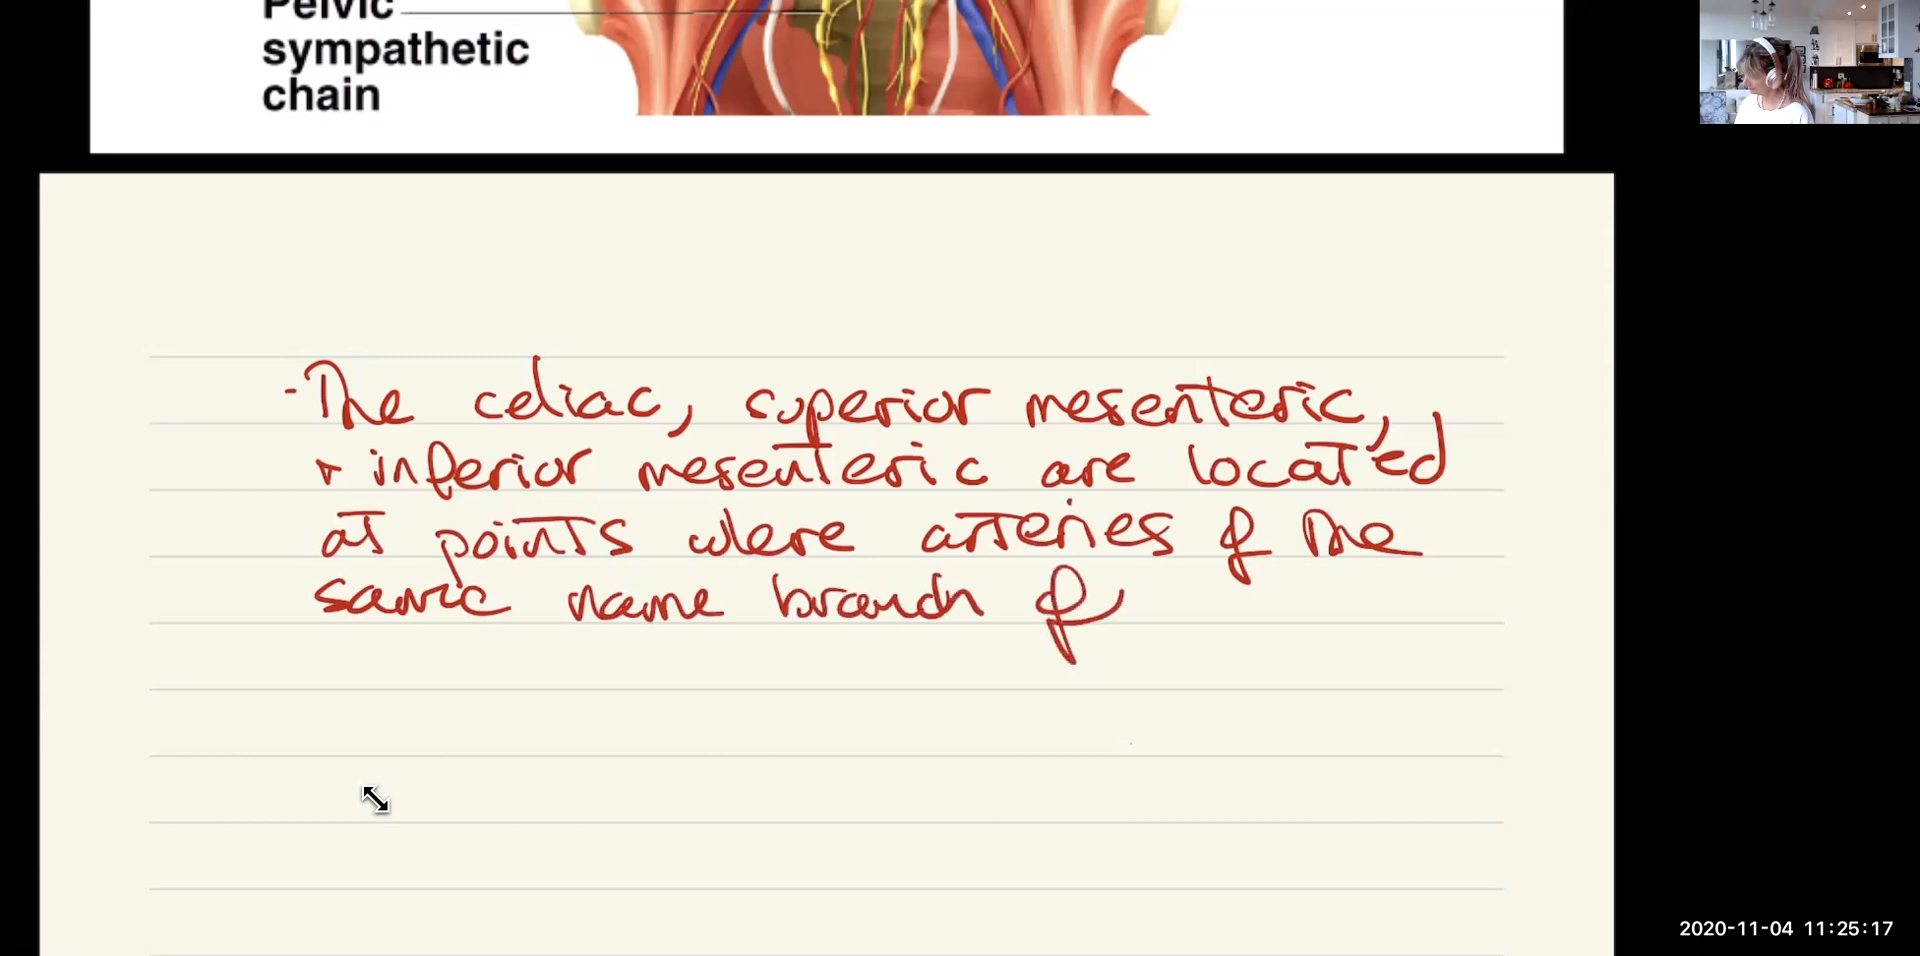 Pelvic
sympathetic
chain
- The celiac, superior mesenteric,
+ inferior mesenteric are located
at points where arteries of the
same name branch off
2020-11-04 11:25:17